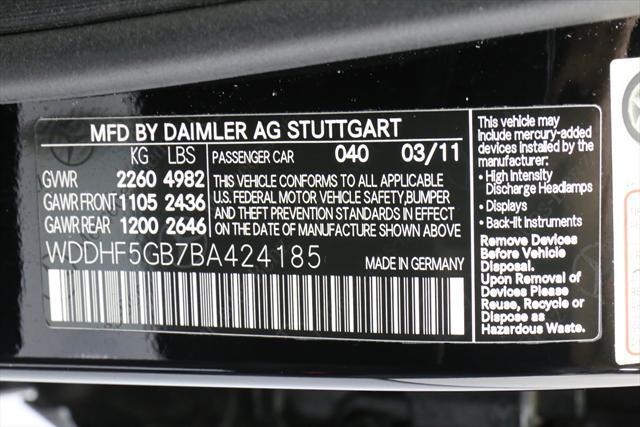 MFD BY DAIMLER AG STUTTGART
KG LBS
GVWR 2260 4982
GAWR FRONT 1105 2436
GAWR REAR 1200 2646
PASSENGER CAR 040 03/11
THIS VEHICLE CONFORMS TO ALL APPLICABLE
U.S. FEDERAL MOTOR VEHICLE SAFETY,BUMPER
AND THEFT PREVENTION STANDARDS IN EFFECT
ON THE DATE OF MANUFACTURE SHOWN ABOVE
WDDHF5GB7BA424185
MADE IN GERMANY
This vehicle may
Include mercury-added
devices installed by the
manufacturer:
• High Intensity
Discharge Headlamps
• Displays
• Back-lit Instruments
Remove Devices
Before Vehicle
Disposal.
Upon Removal of
Devices Please
Reuse, Recycle or
Dispose as
Hazardous Waste.